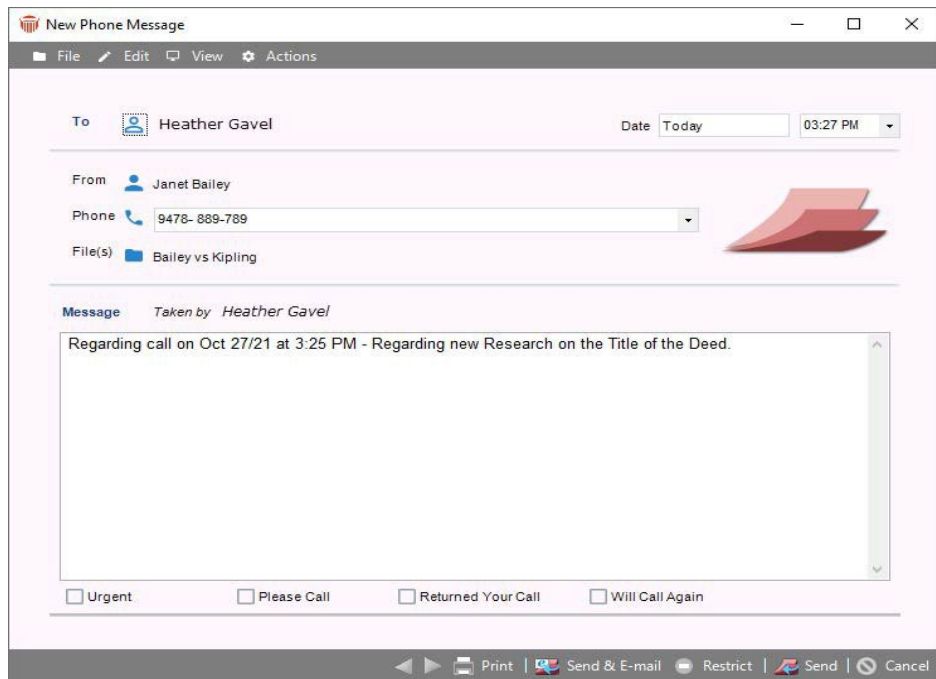 New Phone Message
File Edit View Actions
To Heather Gavel Date Today 03:27 PM
From Janet Bailey
Phone 9478- 889-789
File(s) Bailey vs Kipling
Message Taken by Heather Gavel
Regarding call on Oct 27/21 at 3:25 PM - Regarding new Research on the Title of the Deed.
Urgent Please Call Returned Your Call Will Call Again
Print | Send & E-mail Restrict | Send | Cancel